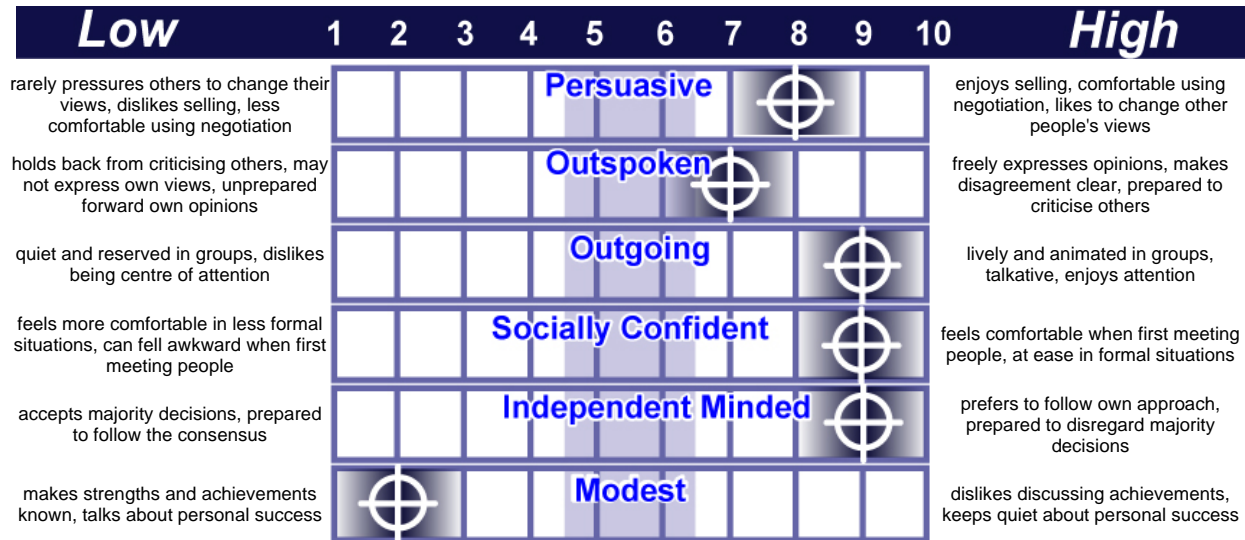 Low 1 2 3 4 5 6 7 8 9 10 High
rarely pressures others to change their
views, dislikes selling, less
comfortable using negotiation
Persuasive
enjoys selling, comfortable using
negotiation, likes to change other
people's views
holds back from criticising others, may
not express own views, unprepared
forward own opinions
Outspoken
freely expresses opinions, makes
disagreement clear, prepared to
criticise others
quiet and reserved in groups, dislikes
being centre of attention
Outgoing
lively and animated in groups,
talkative, enjoys attention
feels more comfortable in less formal
situations, can fell awkward when first
meeting people
Socially Confident
feels comfortable when first meeting
people, at ease in formal situations
accepts majority decisions, prepared
to follow the consensus
Independent Minded
prefers to follow own approach,
prepared to disregard majority
decisions
makes strengths and achievements
known, talks about personal success
Modest
dislikes discussing achievements,
keeps quiet about personal success